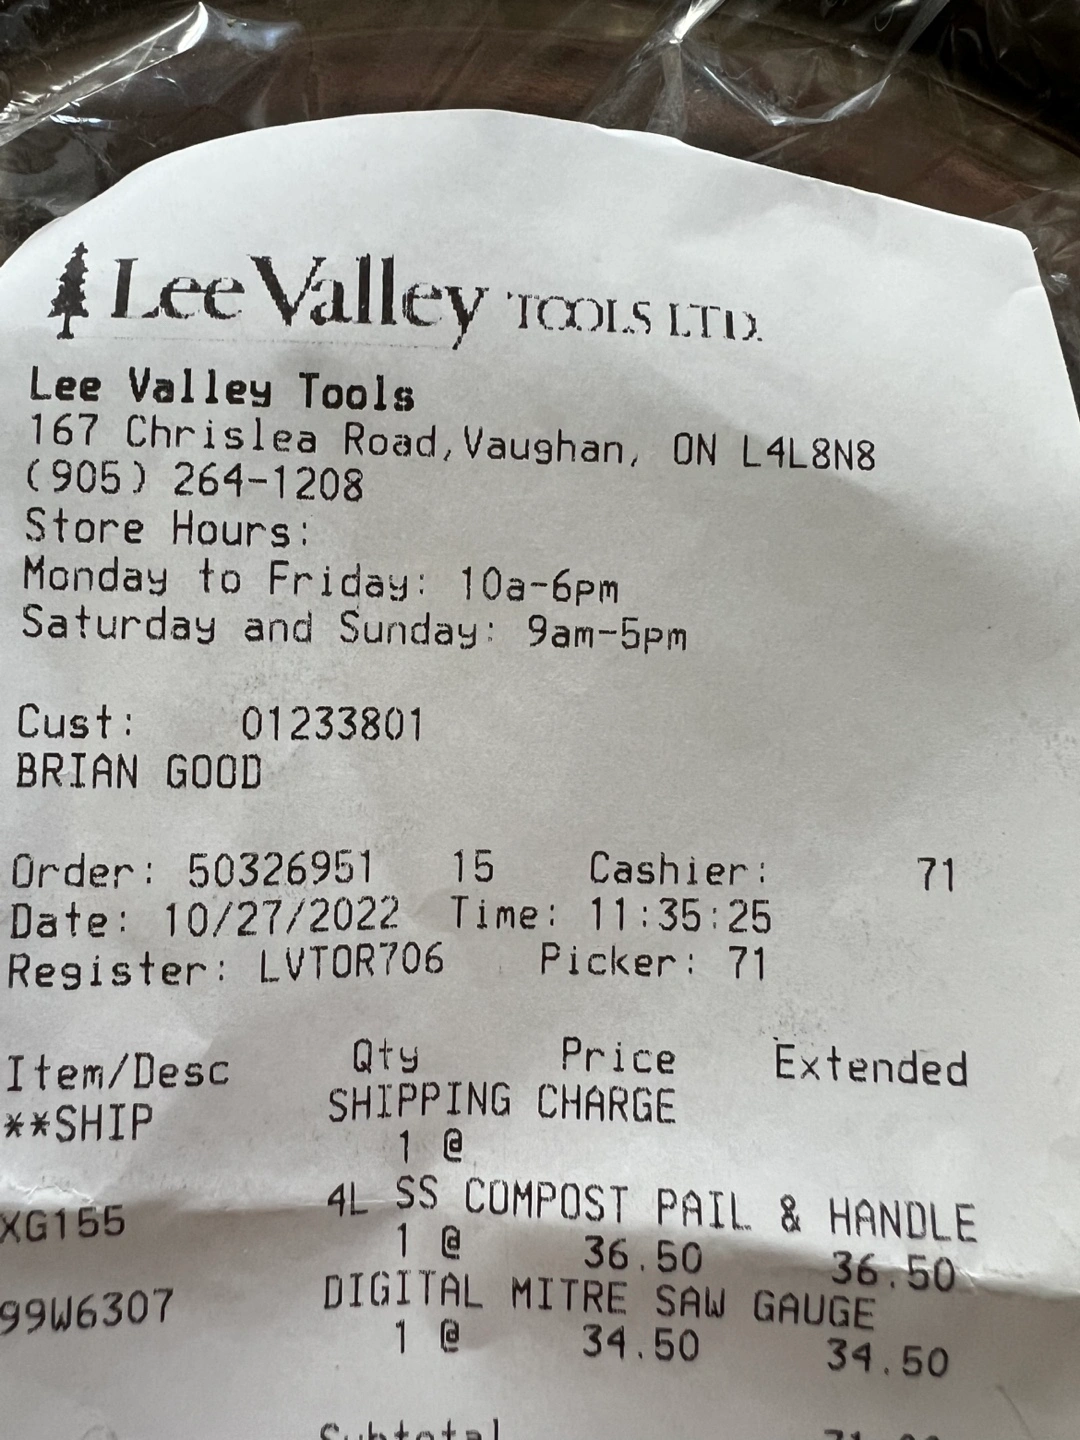 Lee Valley TOOLS LTD.
Lee Valley Tools
167 Chrislea Road,Vaughan, ON L4L8N8
(905) 264-1208
Store Hours:
Monday to Friday: 10a-6pm
Saturday and Sunday: 9am-5pm
Cust: 01233801
BRIAN GOOD
Order: 50326951 15 Cashier: 71
Date: 10/27/2022 Time: 11:35:25
Register: LVTOR706 Picker: 71
Item/Desc Qty Price Extended
**SHIP SHIPPING CHARGE
1 @
XG155 4L SS COMPOST PAIL & HANDLE
1 @ 36.50 36.50
99W6307 DIGITAL MITRE SAW GAUGE
1 @ 34.50 34.50
Subtotal